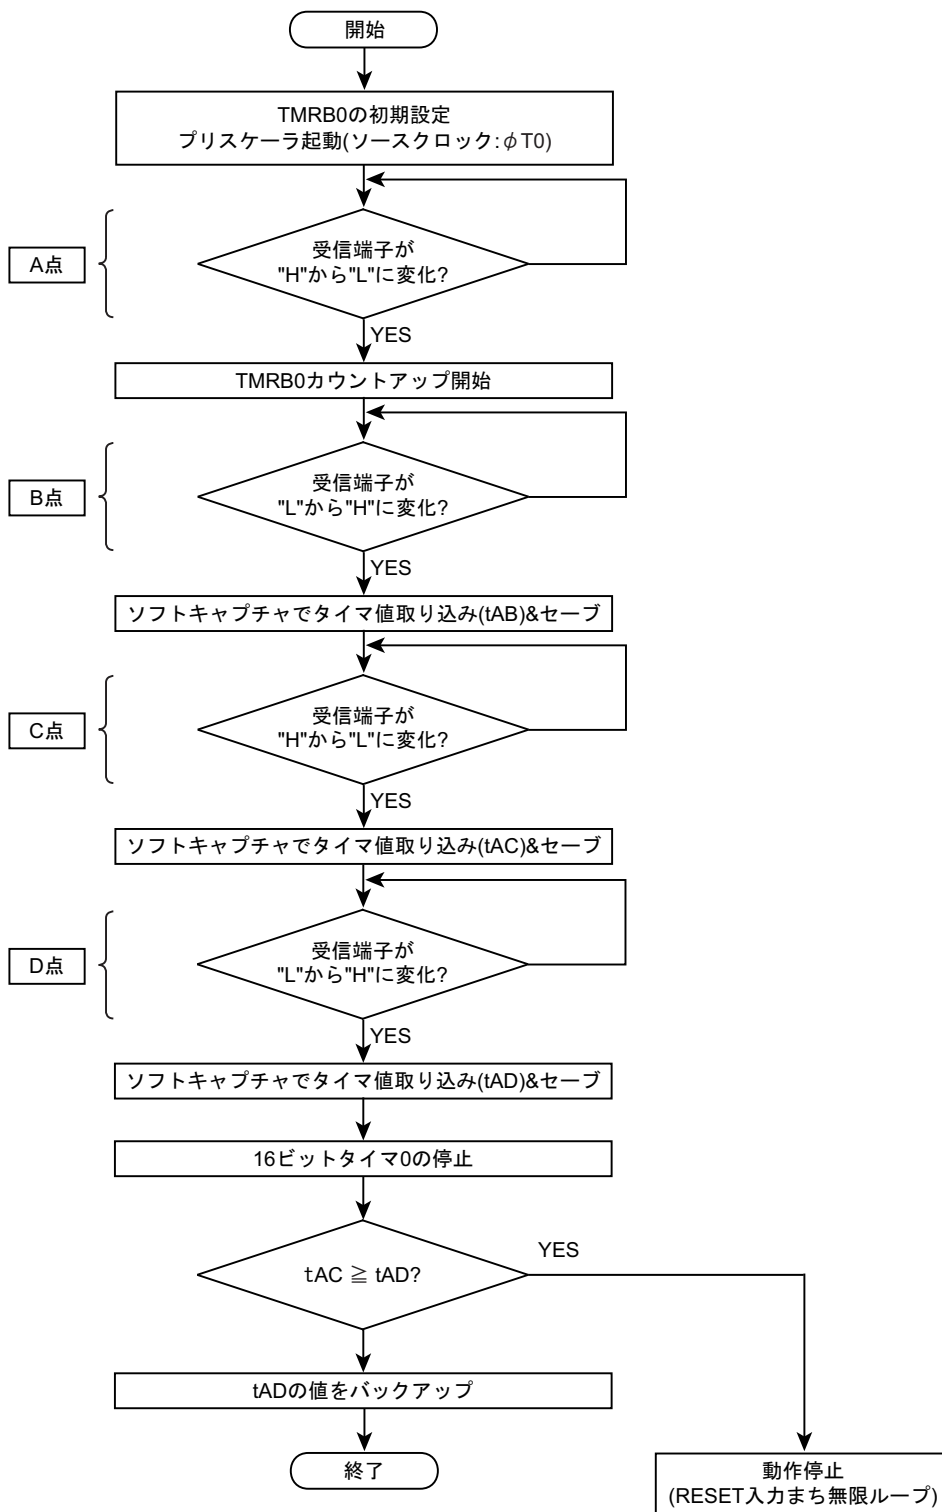 開始
TMRB0の初期設定
プリスケーラ起動(ソースクロック:φT0)
A点
受信端子が
"H"から"L"に変化?
YES
TMRB0カウントアップ開始
B点
受信端子が
"L"から"H"に変化?
YES
ソフトキャプチャでタイマ値取り込み(tAB)&セーブ
C点
受信端子が
"H"から"L"に変化?
YES
ソフトキャプチャでタイマ値取り込み(tAC)&セーブ
D点
受信端子が
"L"から"H"に変化?
YES
ソフトキャプチャでタイマ値取り込み(tAD)&セーブ
16ビットタイマ0の停止
tAC ≧ tAD?
YES
tADの値をバックアップ
終了
動作停止
(RESET入力まち無限ループ)